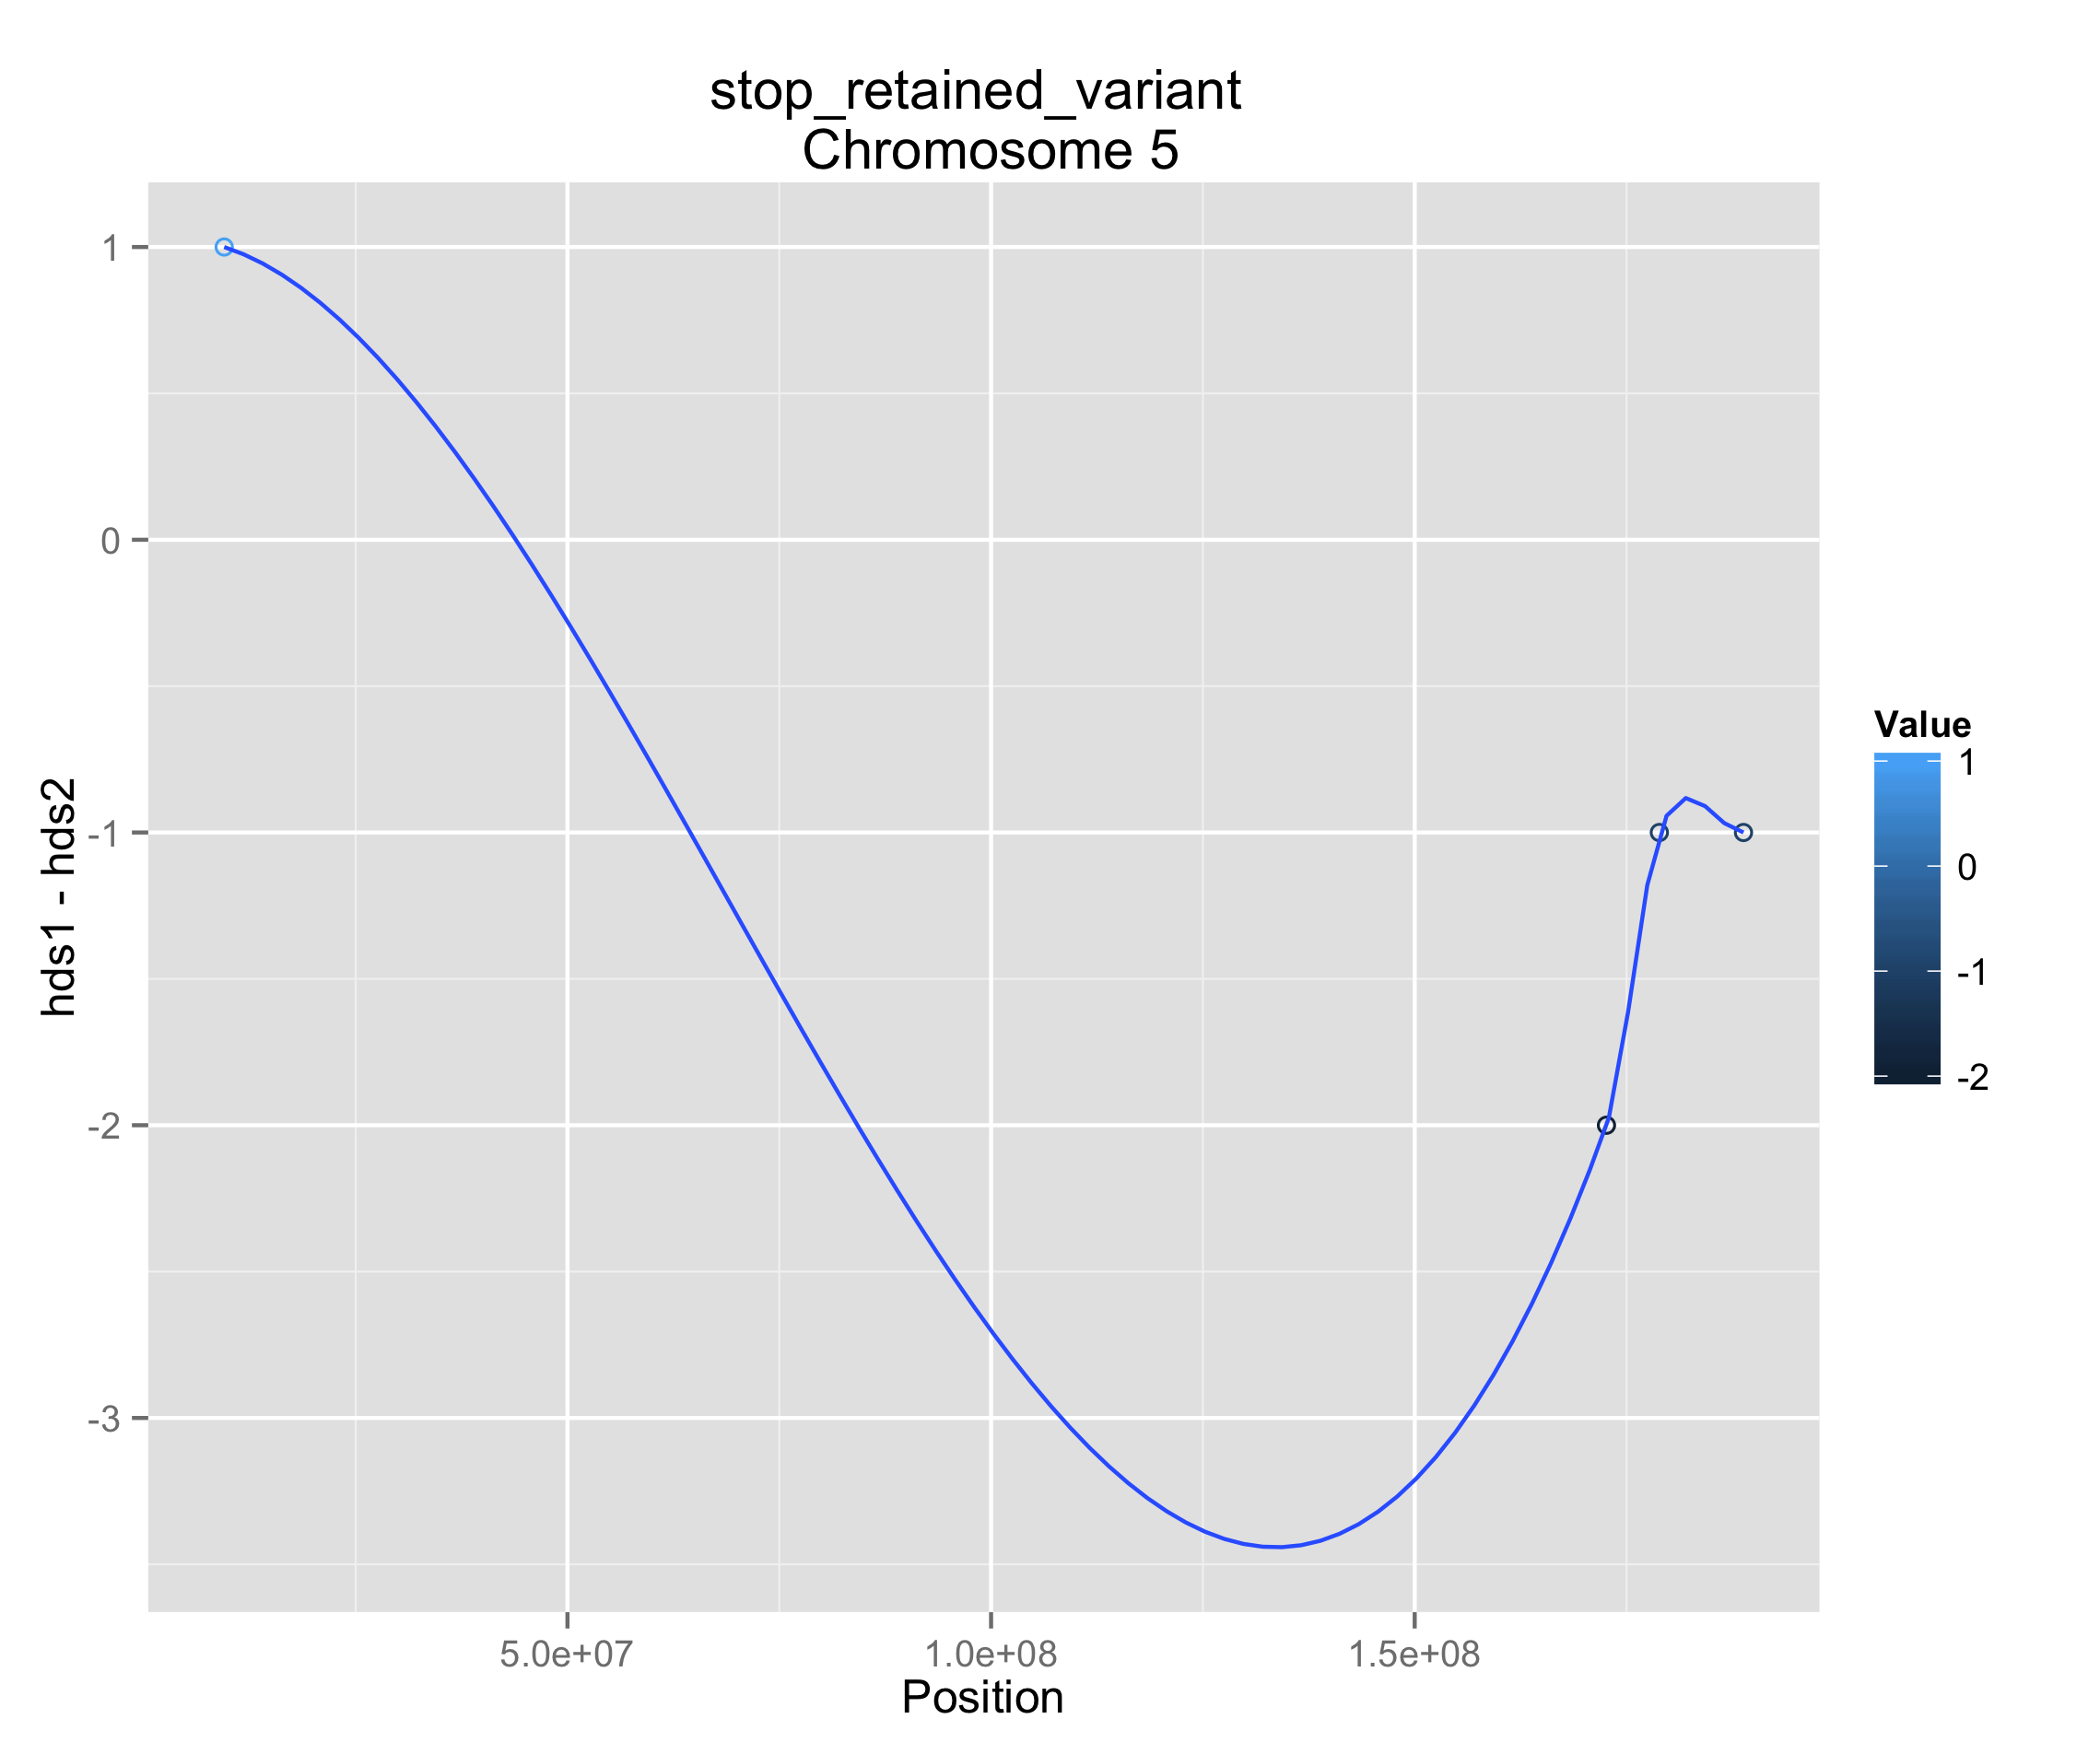 stop_retained_variant
Chromosome 5
1
0
-1
-2
-3
hds1 - hds2
5.0e+07
1.0e+08
1.5e+08
Position
Value
1
0
-1
-2